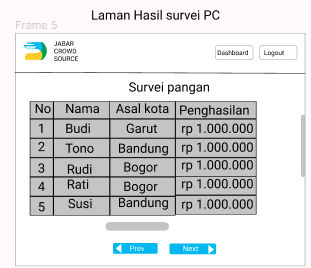 Laman Hasil survei PC
Frame 5
JABAR
CROWD
SOURCE
Dashboard
Logout
Survei pangan
No Nama Asal kota Penghasilan
1 Budi Garut rp 1.000.000
2 Tono Bandung rp 1.000.000
3 Rudi Bogor rp 1.000.000
4 Rati Bogor rp 1.000.000
5 Susi Bandung rp 1.000.000
Prev
Next